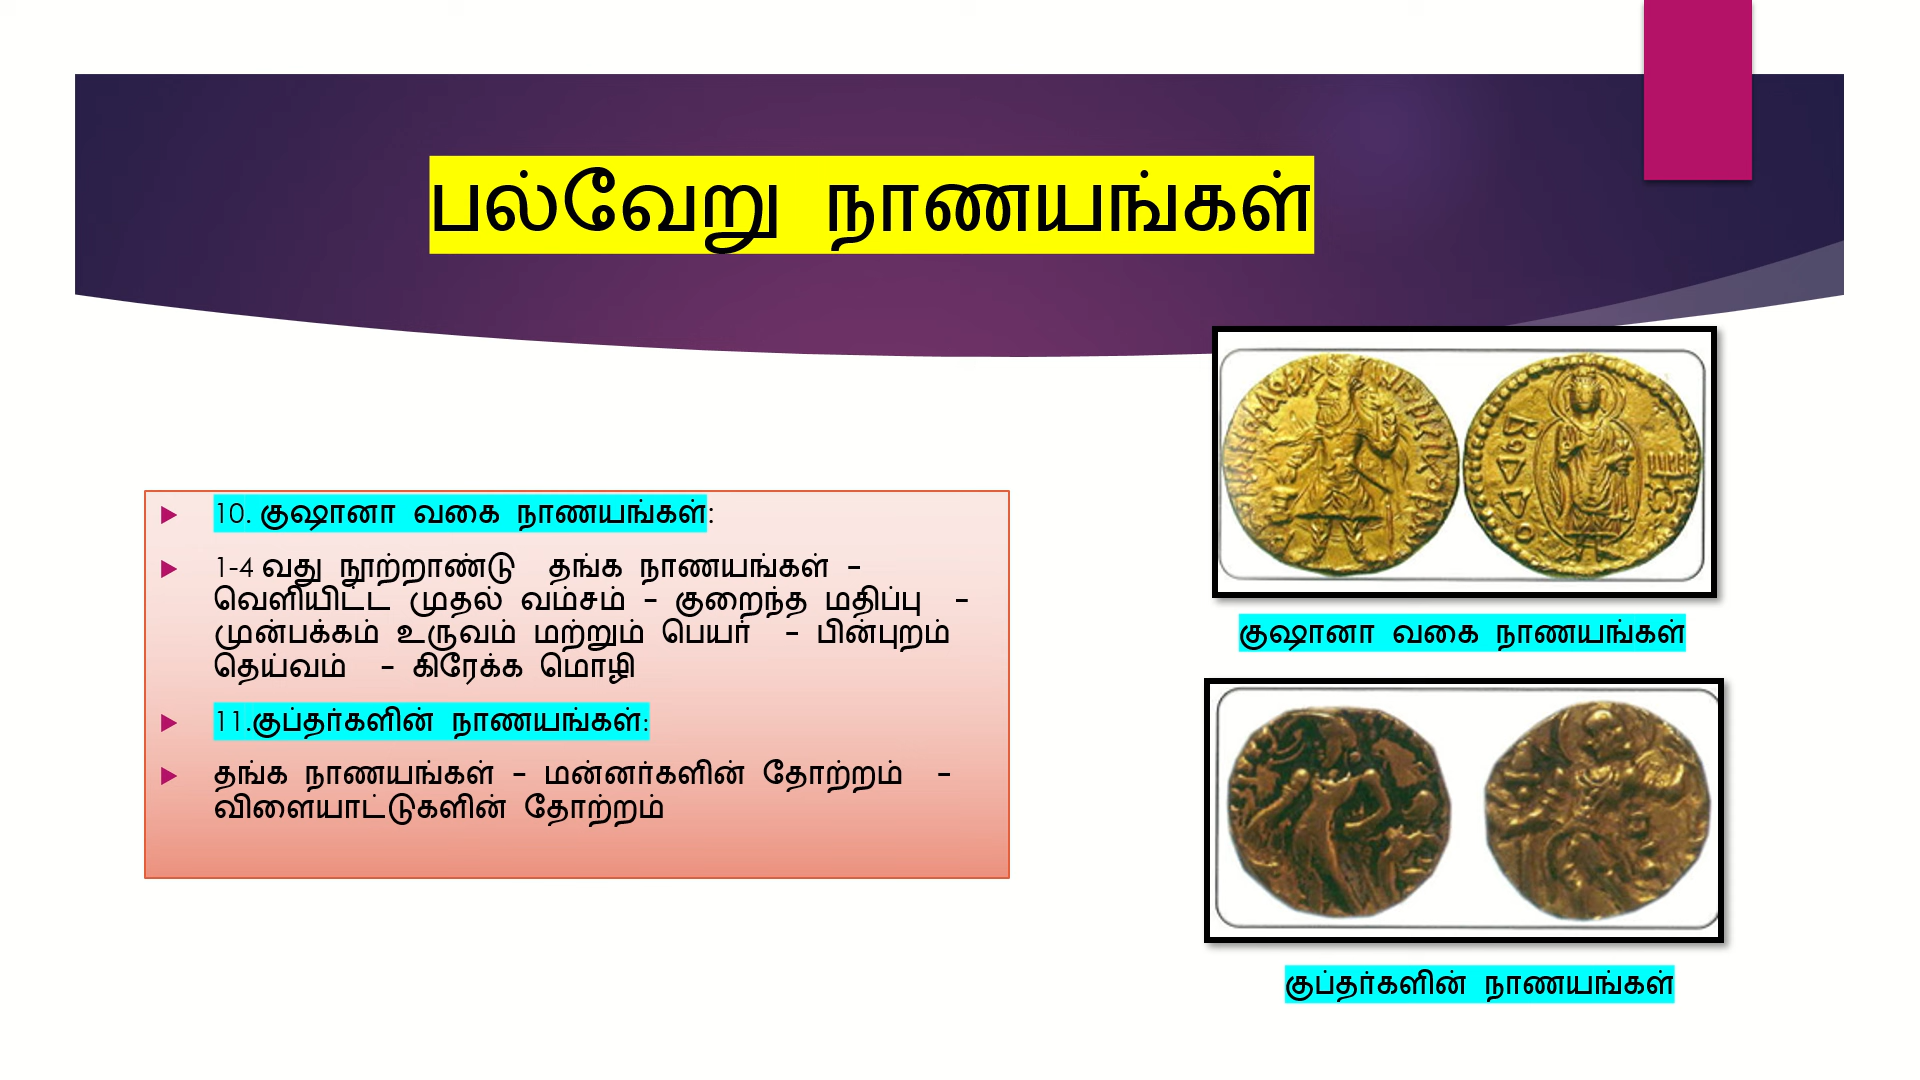 பல்வேறு நாணயங்கள்
10. குஷானா வகை நாணயங்கள்:
1-4 வது நூற்றாண்டு தங்க நாணயங்கள் –
வெளியிட்ட முதல் வம்சம் – குறைந்த மதிப்பு –
முன்பக்கம் உருவம் மற்றும் பெயர் – பின்புறம்
தெய்வம் – கிரேக்க மொழி
11.குப்தர்களின் நாணயங்கள்:
தங்க நாணயங்கள் – மன்னர்களின் தோற்றம் –
விளையாட்டுகளின் தோற்றம்
குஷானா வகை நாணயங்கள்
குப்தர்களின் நாணயங்கள்